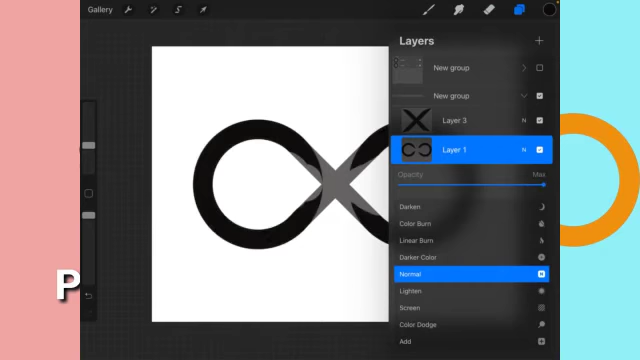 Gallery
Layers
New group
New group
Layer 3 N
Layer 1 N
Opacity Max
Darken
Color Burn
Linear Burn
Darker Color
Normal N
Lighten
Screen
Color Dodge
Add
P